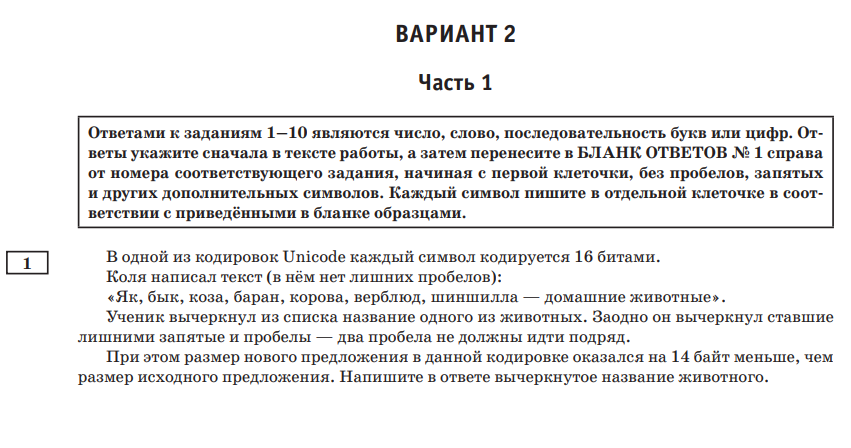 ВАРИАНТ 2
Часть 1
Ответами к заданиям 1—10 являются число, слово, последовательность букв или цифр. От-
веты укажите сначала в тексте работы, а затем перенесите в БЛАНК ОТВЕТОВ № 1 справа
от номера соответствующего задания, начиная с первой клеточки, без пробелов, запятых
и других дополнительных символов. Каждый символ пишите в отдельной клеточке в соот-
ветствии с приведёнными в бланке образцами.
1
В одной из кодировок Unicode каждый символ кодируется 16 битами.
Коля написал текст (в нём нет лишних пробелов):
«Як, бык, коза, баран, корова, верблюд, шиншилла — домашние животные».
Ученик вычеркнул из списка название одного из животных. Заодно он вычеркнул ставшие
лишними запятые и пробелы — два пробела не должны идти подряд.
При этом размер нового предложения в данной кодировке оказался на 14 байт меньше, чем
размер исходного предложения. Напишите в ответе вычеркнутое название животного.